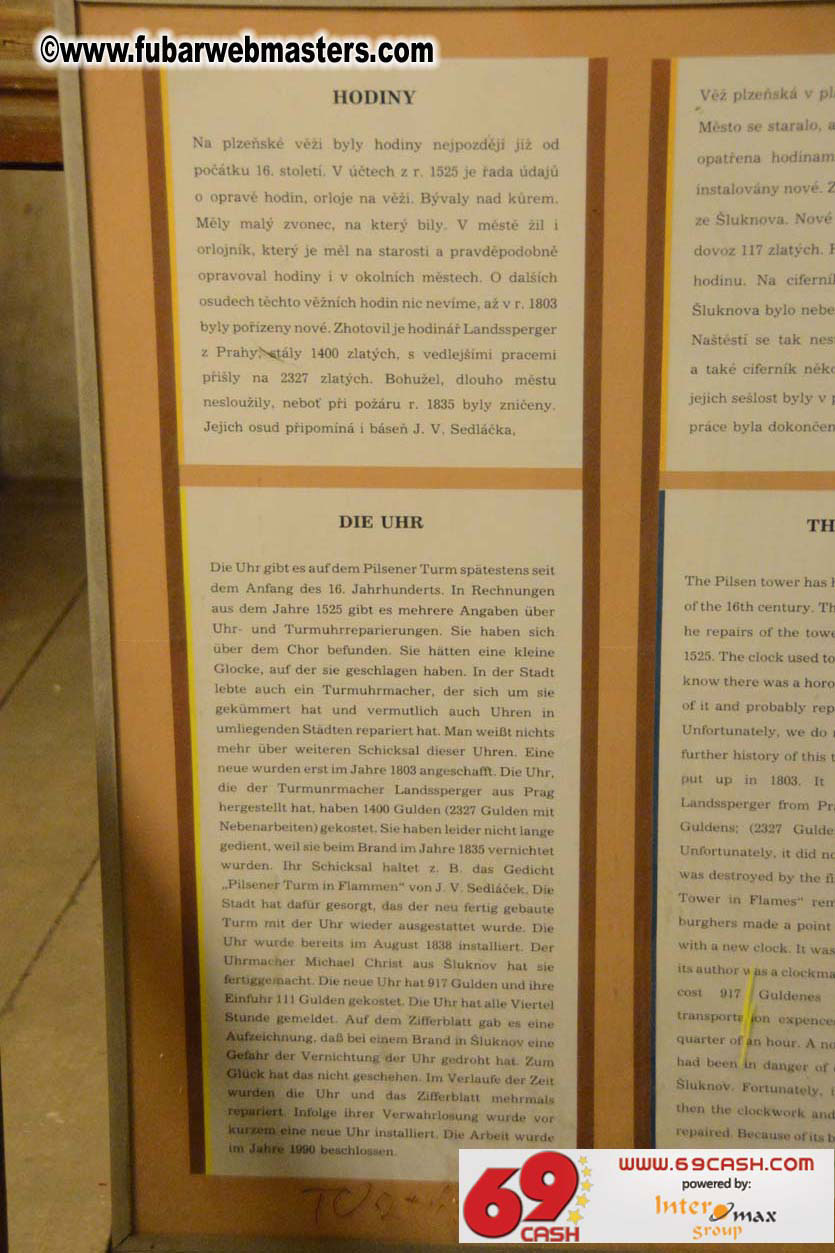 ©www.fubarwebmasters.com
HODINY
Na plzeňské věži byly hodiny nejpozději již od
počátku 16. století. V účtech z r. 1525 je řada údajů
o opravě hodin, orloje na věži. Bývaly nad kůrem.
Měly malý zvonec, na který bily. V městě žil i
orlojník, který je měl na starosti a pravděpodobně
opravoval hodiny i v okolních městech. O dalších
osudech těchto věžních hodin nic nevíme, až v r. 1803
byly pořízeny nové. Zhotovil je hodinář Landssperger
z Prahy, stály 1400 zlatých, s vedlejšími pracemi
přišly na 2327 zlatých. Bohužel, dlouho městu
nesloužily, neboť při požáru r. 1835 byly zničeny.
Jejich osud připomíná i báseň J. V. Sedláčka,
DIE UHR
Die Uhr gibt es auf dem Pilsener Turm spätestens seit
dem Anfang des 16. Jahrhunderts. In Rechnungen
aus dem Jahre 1525 gibt es mehrere Angaben über
Uhr- und Turmuhrreparierungen. Sie haben sich
über dem Chor befunden. Sie hätten eine kleine
Glocke, auf der sie geschlagen haben. In der Stadt
lebte auch ein Turmuhrmacher, der sich um sie
gekümmert hat und vermutlich auch Uhren in
umliegenden Städten repariert hat. Man weißt nichts
mehr über weiteren Schicksal dieser Uhren. Eine
neue wurden erst im Jahre 1803 angeschafft. Die Uhr,
die der Turmunrmacher Landssperger aus Prag
hergestellt hat, haben 1400 Gulden (2327 Gulden mit
Nebenarbeiten) gekostet. Sie haben leider nicht lange
gedient, weil sie beim Brand im Jahre 1835 vernichtet
wurden. Ihr Schicksal haltet z. B. das Gedicht
„Pilsener Turm in Flammen“ von J. V. Sedláček. Die
Stadt hat dafür gesorgt, das der neu fertig gebaute
Turm mit der Uhr wieder ausgestattet wurde. Die
Uhr wurde bereits im August 1838 installiert. Der
Uhrmacher Michael Christ aus Šluknov hat sie
fertiggemacht. Die neue Uhr hat 917 Gulden und ihre
Einfuhr 111 Gulden gekostet. Die Uhr hat alle Viertel
Stunde gemeldet. Auf dem Zifferblatt gab es eine
Aufzeichnung, daß bei einem Brand in Šluknov eine
Gefahr der Vernichtung der Uhr gedroht hat. Zum
Glück hat das nicht geschehen. Im Verlaufe der Zeit
wurden die Uhr und das Zifferblatt mehrmals
repariert. Infolge ihrer Verwahrlosung wurde vor
kurzem eine neue Uhr installiert. Die Arbeit wurde
im Jahre 1990 beschlossen.
Věž plzeňská v
Město se staralo, a
opatřena hodinam
instalovány nové. Z
ze Šluknova. Nové
dovoz 117 zlatých.
hodinu. Na ciferní
Šluknova bylo nebe
Naštěstí se tak nes
a také ciferník něko
jejich sešlost byly v
práce byla dokončen
TH
The Pilsen tower has
of the 16th century. Th
he repairs of the towe
1525. The clock used to
know there was a horo
of it and probably rep
Unfortunately, we do
further history of this
put up in 1803. It
Landssperger from Pr
Guldens; (2327 Gulde
Unfortunately, it did no
was destroyed by the fi
Tower in Flames“ rem
burghers made a point
with a new clock. It was
its author was a clockma
cost 917 Guldenes
transportation expences
quarter of an hour. A no
had been in danger of
Šluknov. Fortunately, i
then the clockwork and
repaired. Because of its b
69 CASH
WWW.69CASH.COM
powered by:
Inter max
group